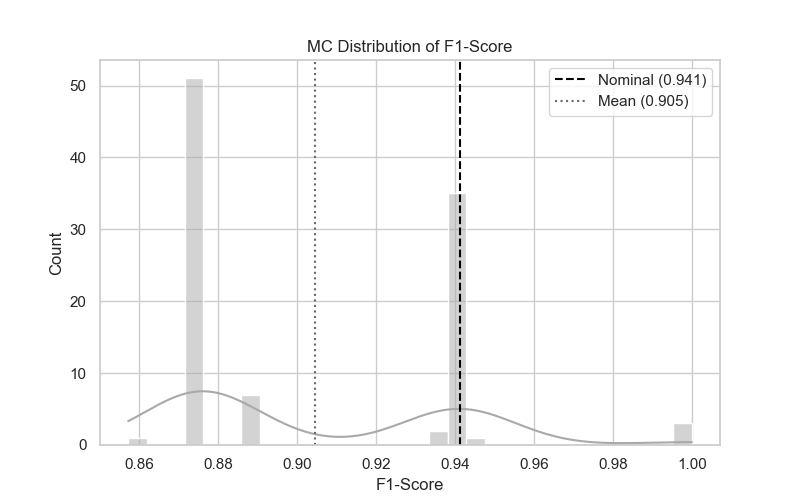 MC Distribution of F1-Score
Nominal (0.941)
Mean (0.905)
50
40
30
20
10
0
Count
0.86 0.88 0.90 0.92 0.94 0.96 0.98 1.00
F1-Score